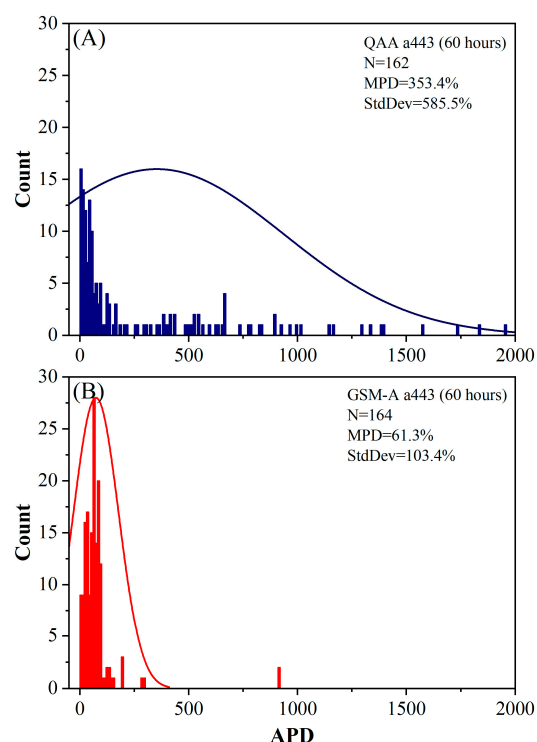 (A)
QAA a443 (60 hours)
N=162
MPD=353.4%
StdDev=585.5%
30
25
20
15
10
5
0
Count
0 500 1000 1500 2000
(B)
GSM-A a443 (60 hours)
N=164
MPD=61.3%
StdDev=103.4%
30
25
20
15
10
5
0
Count
0 500 1000 1500 2000
APD